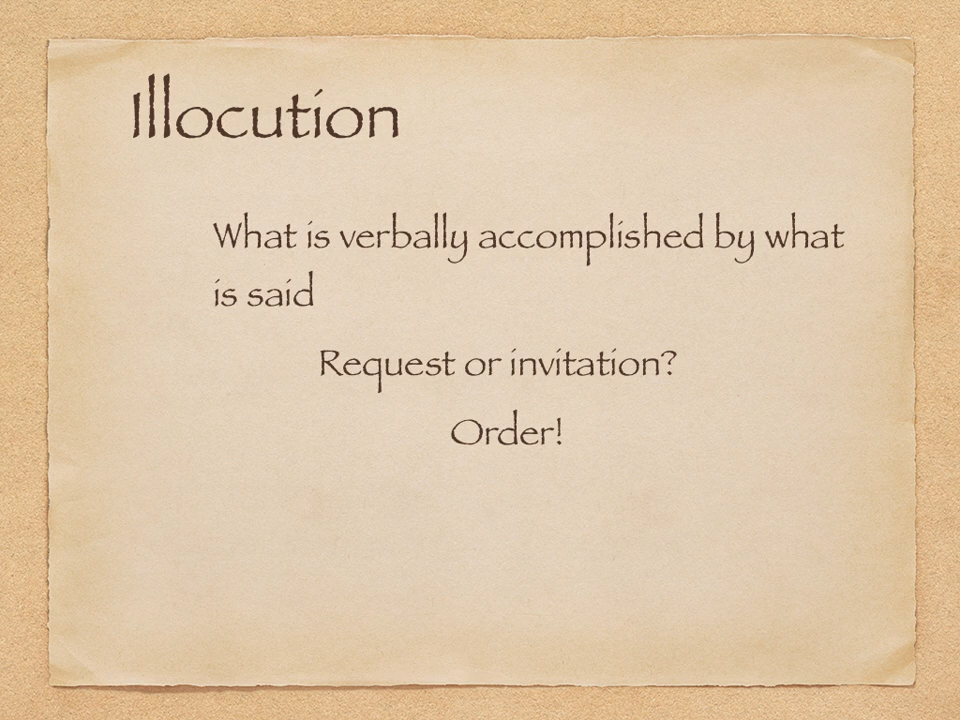 Illocution
What is verbally accomplished by what
is said
Request or invitation?
Order!